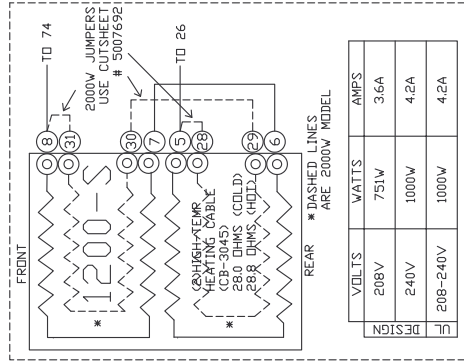 FRONT
1200-S
*
(2)HIGH-TEMP
HEATING CABLE
(CB-3045)
28.0 OHMS (COLD)
28.8 OHMS (HOT)
*
REAR
8
31
30
7
5
28
29
6
TO 74
2000W JUMPERS
USE CUTSHEET
# 5007692
TO 26
* DASHED LINES
ARE 2000W MODEL
VOLTS WATTS AMPS
DESIGN 208V 751W 3.6A
240V 1000W 4.2A
UL 208-240V 1000W 4.2A